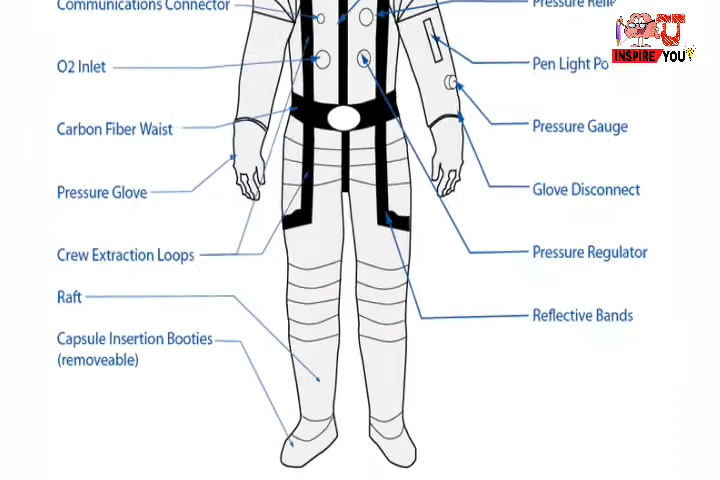 Communications Connector
O2 Inlet
Carbon Fiber Waist
Pressure Glove
Crew Extraction Loops
Raft
Capsule Insertion Booties
(removeable)
Pressure
Pen Light
Pressure Gauge
Glove Disconnect
Pressure Regulator
Reflective Bands
U
INSPIRE YOU